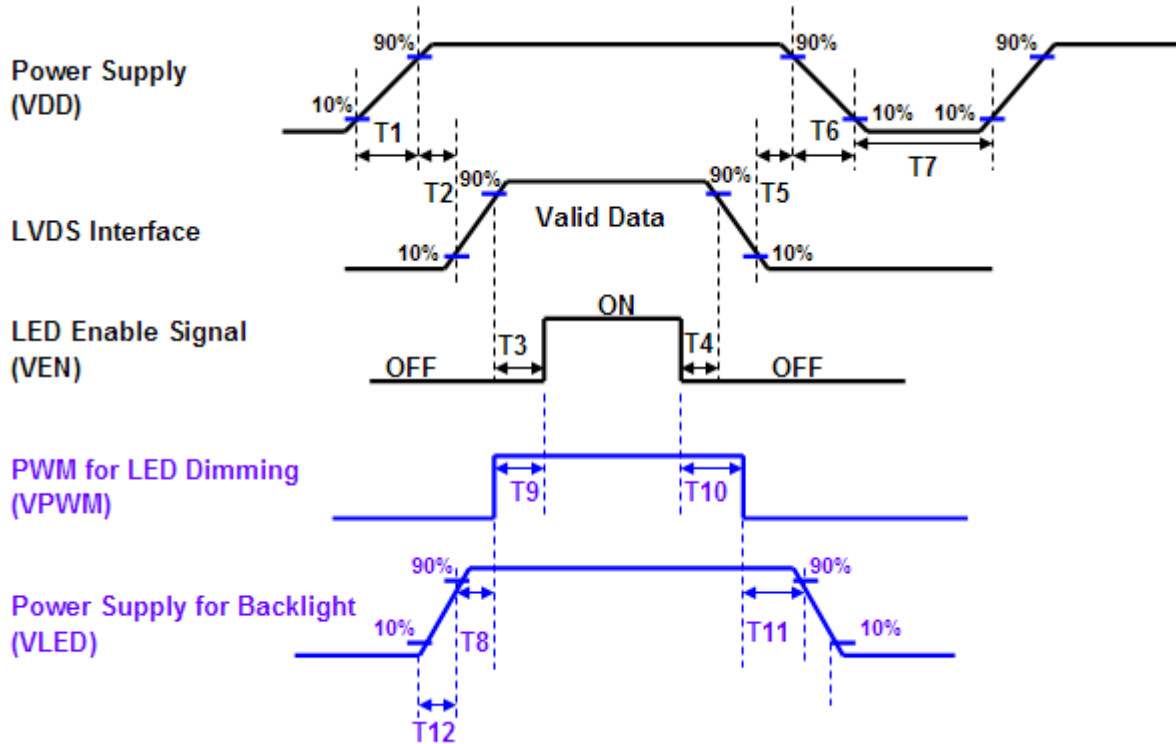 90% 90% 90%
Power Supply
(VDD)
10% 10% 10%
T1 T6
T7
T2 90% 90% T5
Valid Data
LVDS Interface
10% 10%
ON
LED Enable Signal
(VEN)
T3 T4
OFF OFF
PWM for LED Dimming
(VPWM)
T9 T10
90% 90%
Power Supply for Backlight
(VLED)
10% T8 T11 10%
T12